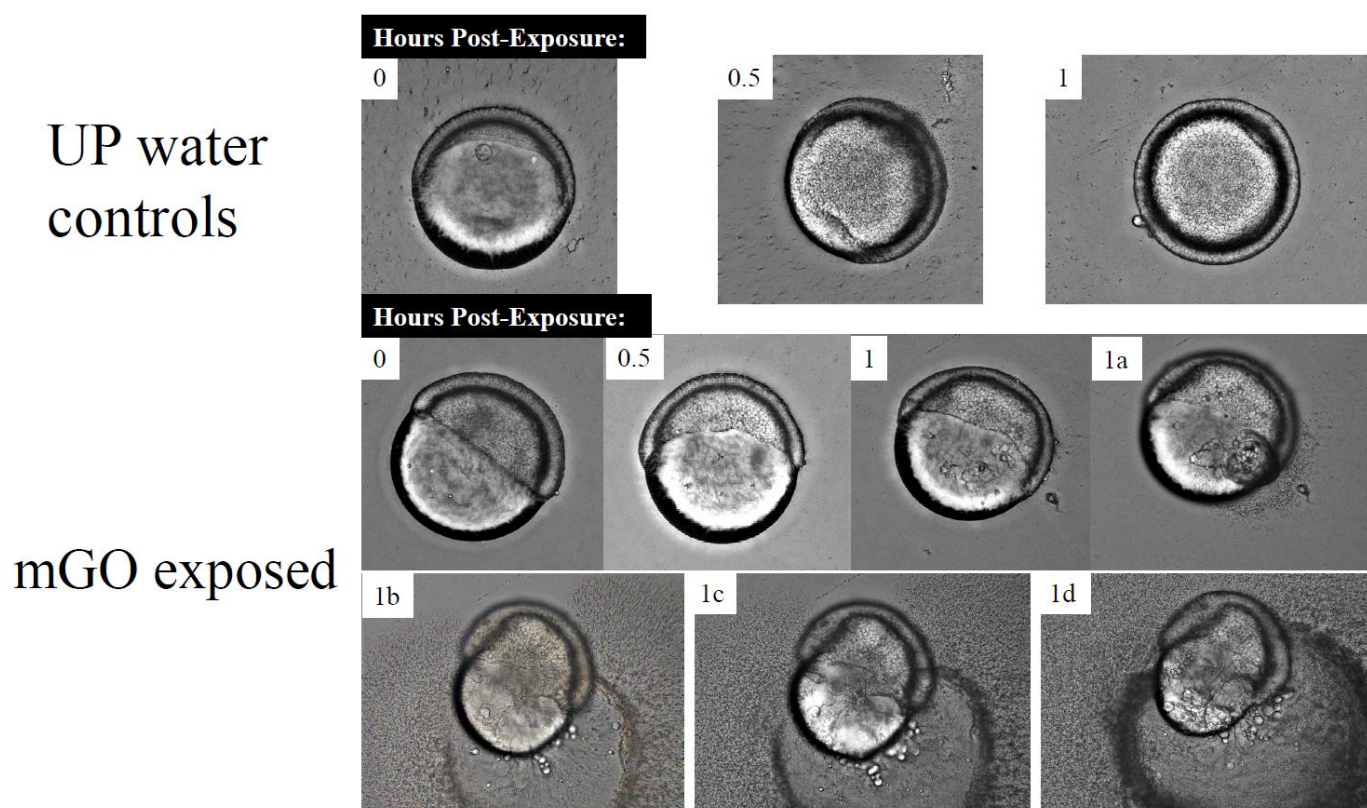 Hours Post-Exposure:
0
0.5
1
UP water
controls
Hours Post-Exposure:
0
0.5
1
1a
mGO exposed
1b
1c
1d